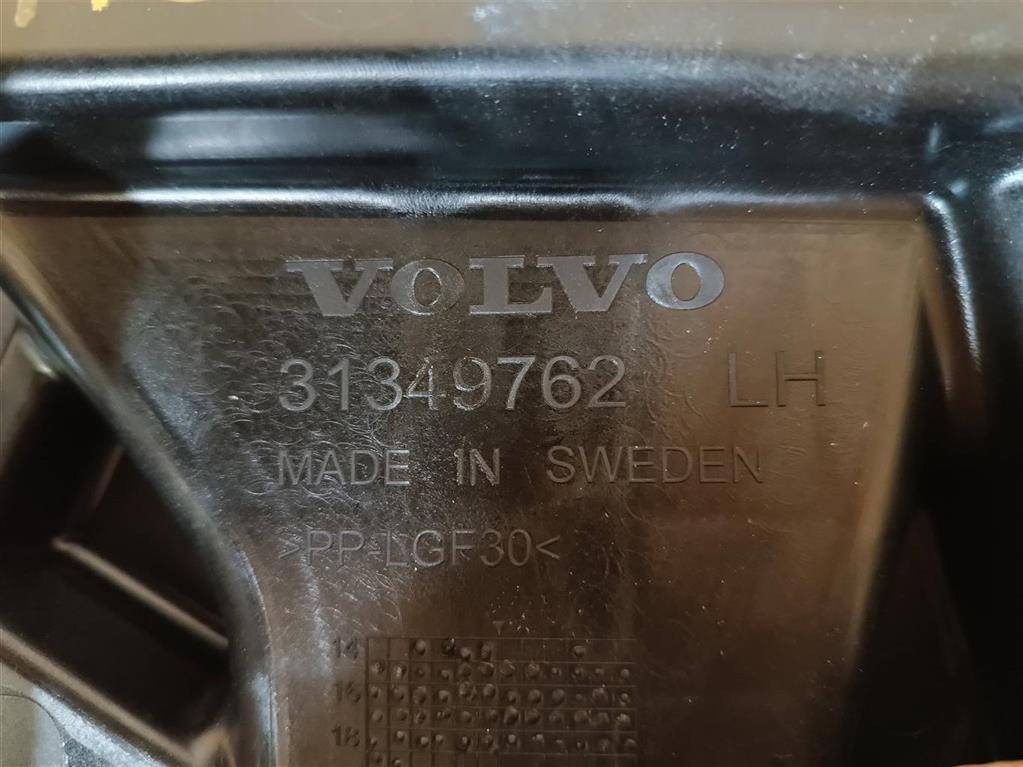 VOLVO
31349762 LH
MADE IN SWEDEN
>PP-LGF30<
14
16
18